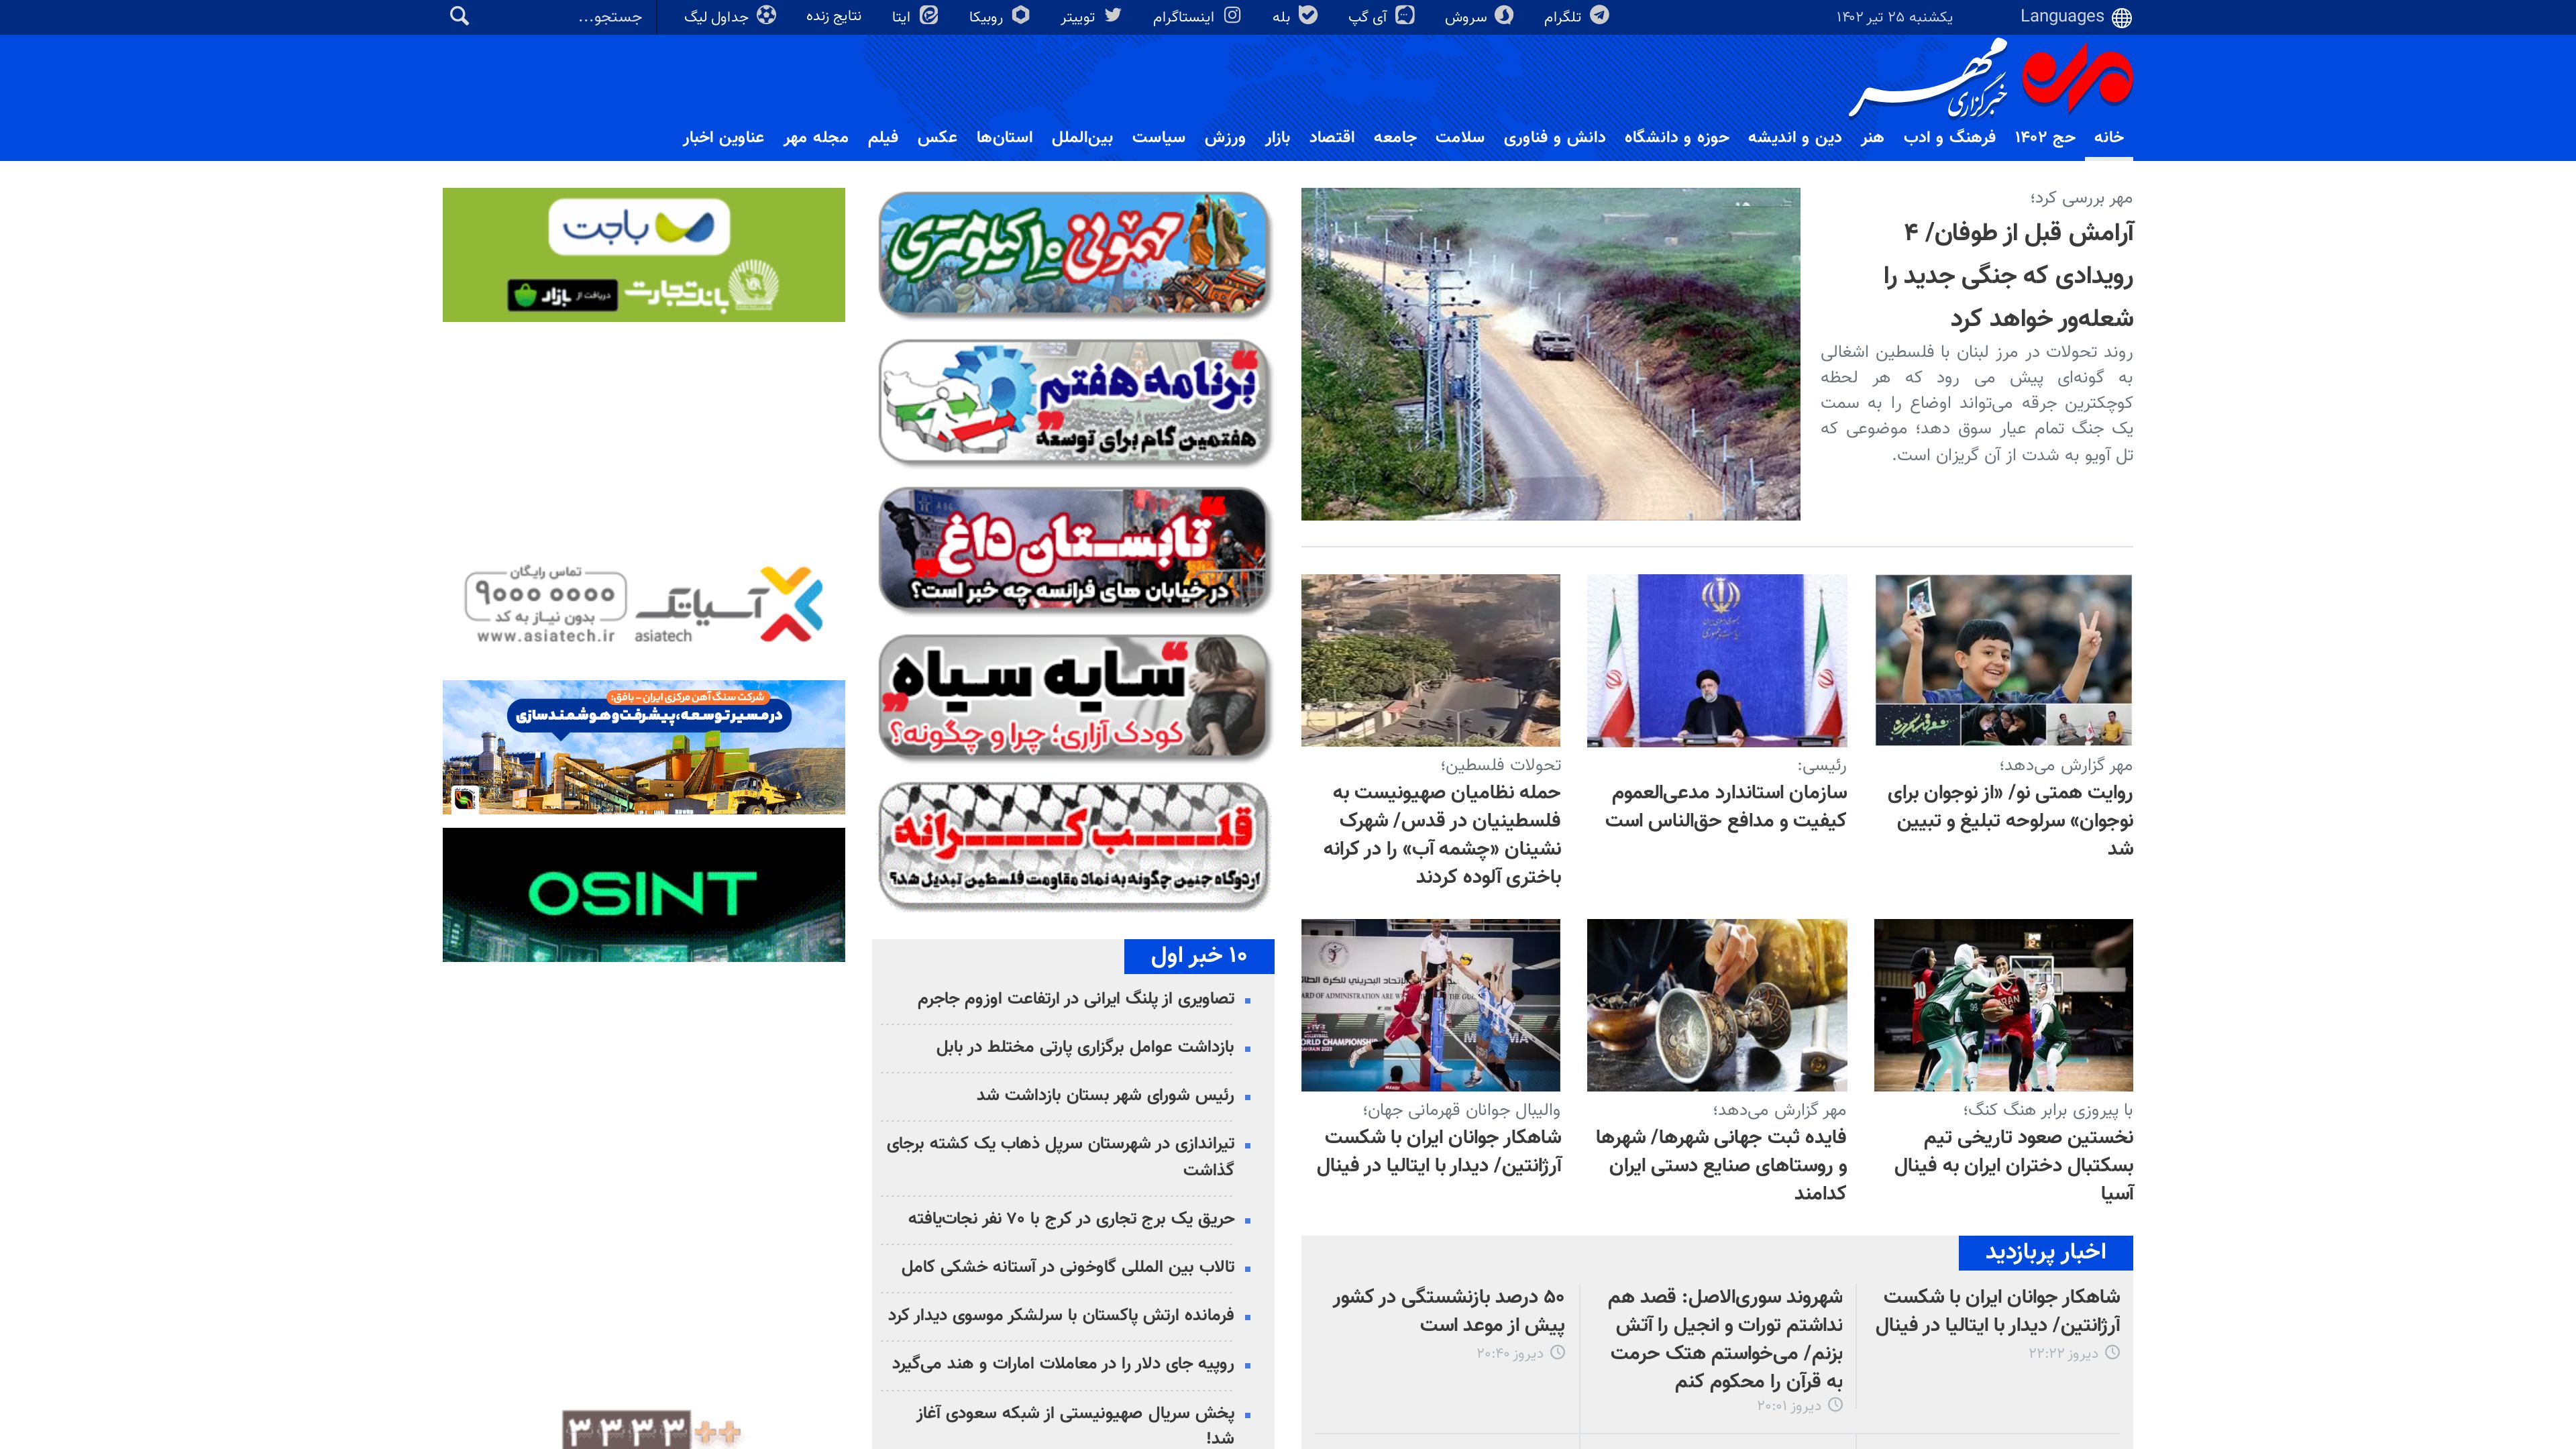 Languages
یکشنبه ۲۵ تیر ۱۴۰۲
تلگرام
سروش
آی گپ
بله
اینستاگرام
توییتر
روبیکا
ایتا
نتایج زنده
جداول لیگ
جستجو...
خبرگزاری مهر
خانه
حج ۱۴۰۲
فرهنگ و ادب
هنر
دین و اندیشه
حوزه و دانشگاه
دانش و فناوری
سلامت
جامعه
اقتصاد
بازار
ورزش
سیاست
بین‌الملل
استان‌ها
عکس
فیلم
مجله مهر
عناوین اخبار
مهر بررسی کرد؛
آرامش قبل از طوفان/ ۴
رویدادی که جنگی جدید را
شعله‌ور خواهد کرد
روند تحولات در مرز لبنان با فلسطین اشغالی
به گونه‌ای پیش می رود که هر لحظه
کوچکترین جرقه می‌تواند اوضاع را به سمت
یک جنگ تمام عیار سوق دهد؛ موضوعی که
تل آویو به شدت از آن گریزان است.
مهر گزارش می‌دهد؛
روایت همتی نو/ «از نوجوان برای
نوجوان» سرلوحه تبلیغ و تبیین
شد
رئیسی:
سازمان استاندارد مدعی‌العموم
کیفیت و مدافع حق‌الناس است
تحولات فلسطین؛
حمله نظامیان صهیونیست به
فلسطینیان در قدس/ شهرک
نشینان «چشمه آب» را در کرانه
باختری آلوده کردند
الاتحاد البحريني للكرة الطائرة
RD OF ADMINISTRATION ARE
ORLD CHAMPIONSHIP
IRAN
10
با پیروزی برابر هنگ کنگ؛
نخستین صعود تاریخی تیم
بسکتبال دختران ایران به فینال
آسیا
مهر گزارش می‌دهد؛
فایده ثبت جهانی شهرها/ شهرها
و روستاهای صنایع دستی ایران
کدامند
والیبال جوانان قهرمانی جهان؛
شاهکار جوانان ایران با شکست
آرژانتین/ دیدار با ایتالیا در فینال
اخبار پربازدید
شاهکار جوانان ایران با شکست
آرژانتین/ دیدار با ایتالیا در فینال
دیروز ۲۲:۲۲
شهروند سوری‌الاصل: قصد هم
نداشتم تورات و انجیل را آتش
بزنم/ می‌خواستم هتک حرمت
به قرآن را محکوم کنم
دیروز ۲۰:۰۱
۵۰ درصد بازنشستگی در کشور
پیش از موعد است
دیروز ۲۰:۴۰
مهمونی ۱۰ کیلومتری
برنامه هفتم
هفتمین گام برای توسعه
تابستان داغ
در خیابان های فرانسه چه خبر است؟
سایه سیاه
کودک آزاری؛ چرا و چگونه؟
قلب کرانه
اردوگاه جنین چگونه به نماد مقاومت فلسطین تبدیل شد؟
۱۰ خبر اول
تصاویری از پلنگ ایرانی در ارتفاعت اوزوم جاجرم
بازداشت عوامل برگزاری پارتی مختلط در بابل
رئیس شورای شهر بستان بازداشت شد
تیراندازی در شهرستان سرپل ذهاب یک کشته برجای
گذاشت
حریق یک برج تجاری در کرج با ۷۰ نفر نجات‌یافته
تالاب بین المللی گاوخونی در آستانه خشکی کامل
فرمانده ارتش پاکستان با سرلشکر موسوی دیدار کرد
روپیه جای دلار را در معاملات امارات و هند می‌گیرد
پخش سریال صهیونیستی از شبکه سعودی آغاز
شد!
باجت
بانک تجارت
دریافت از بازار
آسیاتک
asiatech
تماس رایگان
۹۰۰۰ ۰۰۰۰
بدون نیاز به کد
www.asiatech.ir
شرکت سنگ آهن مرکزی ایران - بافق:
در مسیر توسعه، پیشرفت و هوشمندسازی
OSINT
۳۳۳۳++